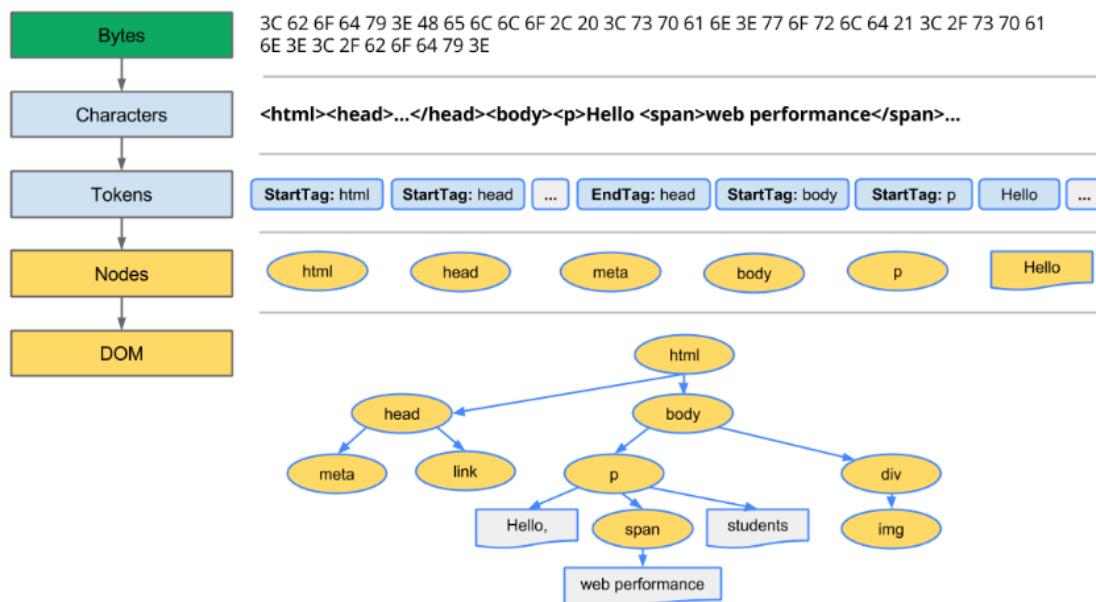 Bytes
3C 62 6F 64 79 3E 48 65 6C 6C 6F 2C 20 3C 73 70 61 6E 3E 77 6F 72 6C 64 21 3C 2F 73 70 61
6E 3E 3C 2F 62 6F 64 79 3E
Characters
<html><head>...</head><body><p>Hello <span>web performance</span>...
Tokens
StartTag: html
StartTag: head
...
EndTag: head
StartTag: body
StartTag: p
Hello
...
Nodes
html
head
meta
body
p
Hello
DOM
html
head
body
meta
link
p
div
Hello,
span
students
img
web performance